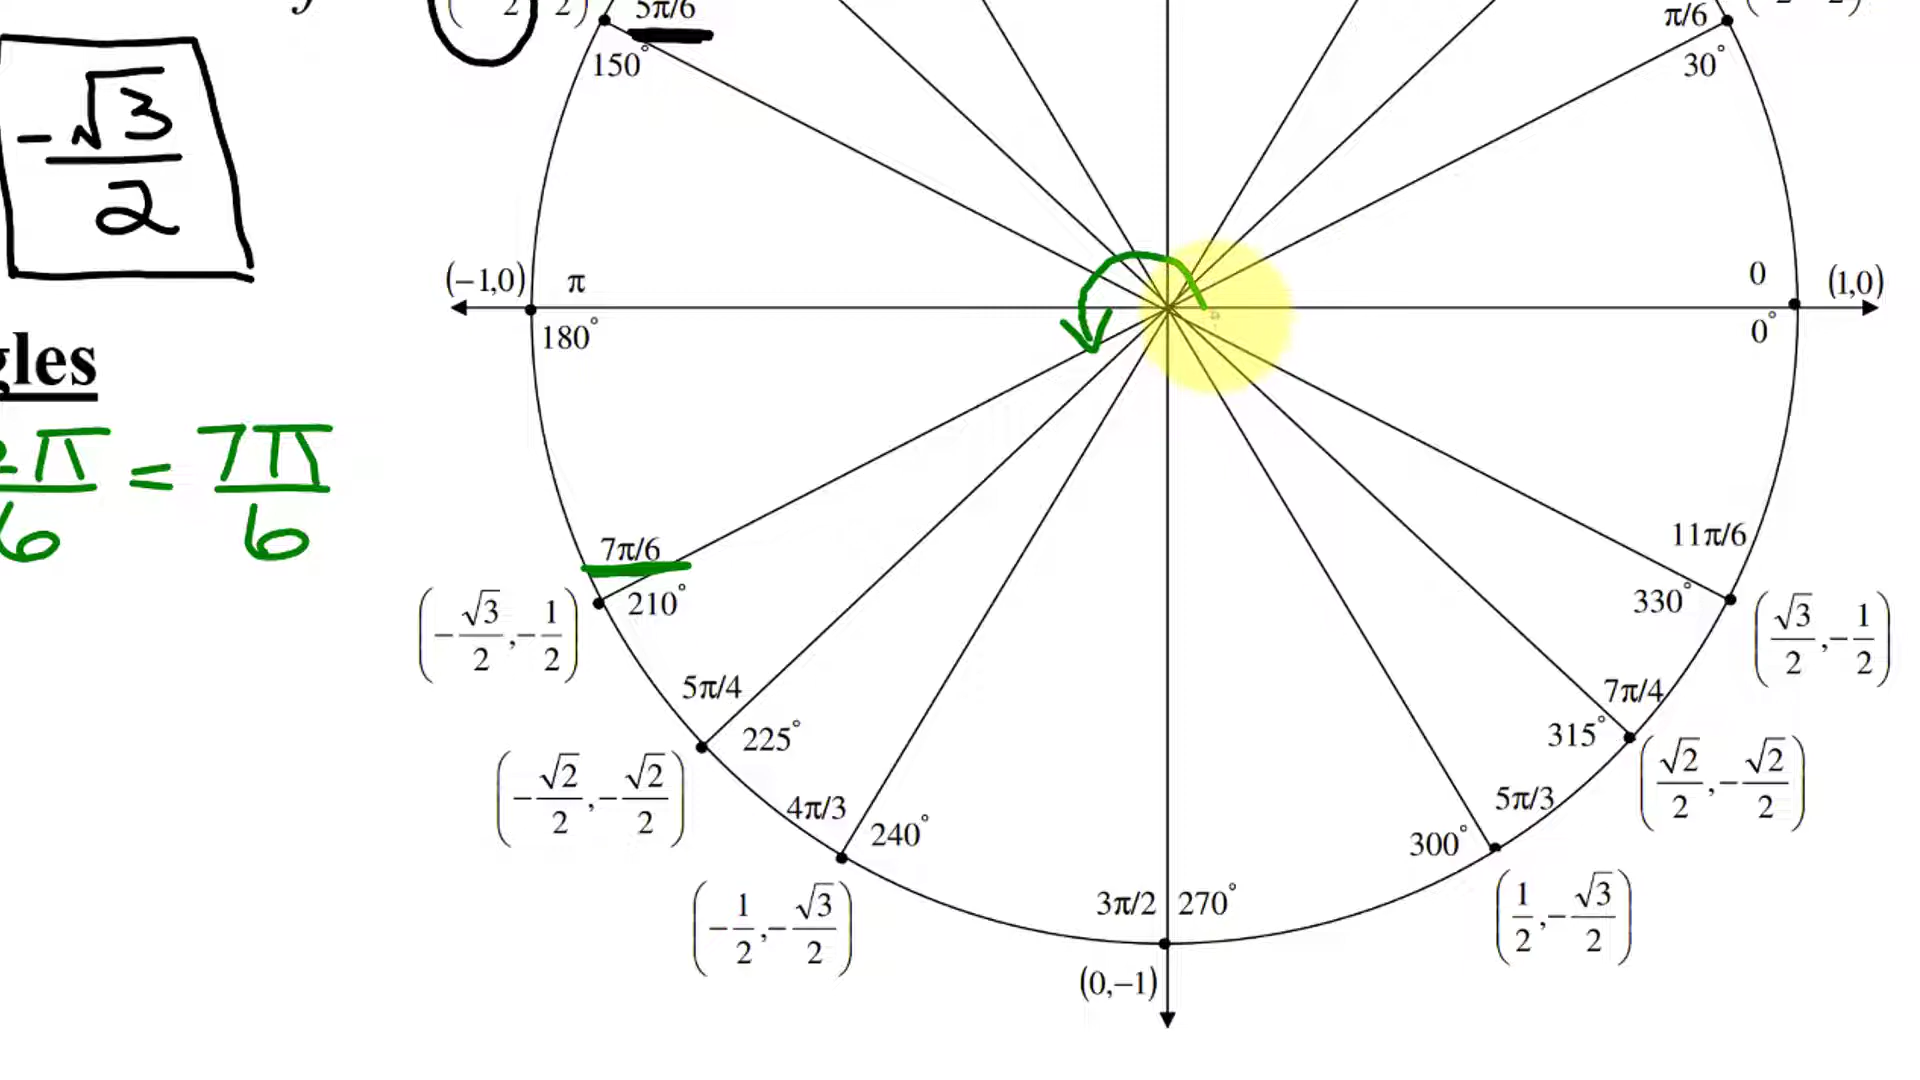 5π/6
π/6
150°
30°
-√3/2
(−1,0)
π
0
(1,0)
180°
0°
gles
π/6 = 7π/6
7π/6
11π/6
210°
330°
(−√3/2,−1/2)
(√3/2,−1/2)
5π/4
7π/4
225°
315°
(−√2/2,−√2/2)
(√2/2,−√2/2)
4π/3
5π/3
240°
300°
(−1/2,−√3/2)
(1/2,−√3/2)
3π/2
270°
(0,−1)